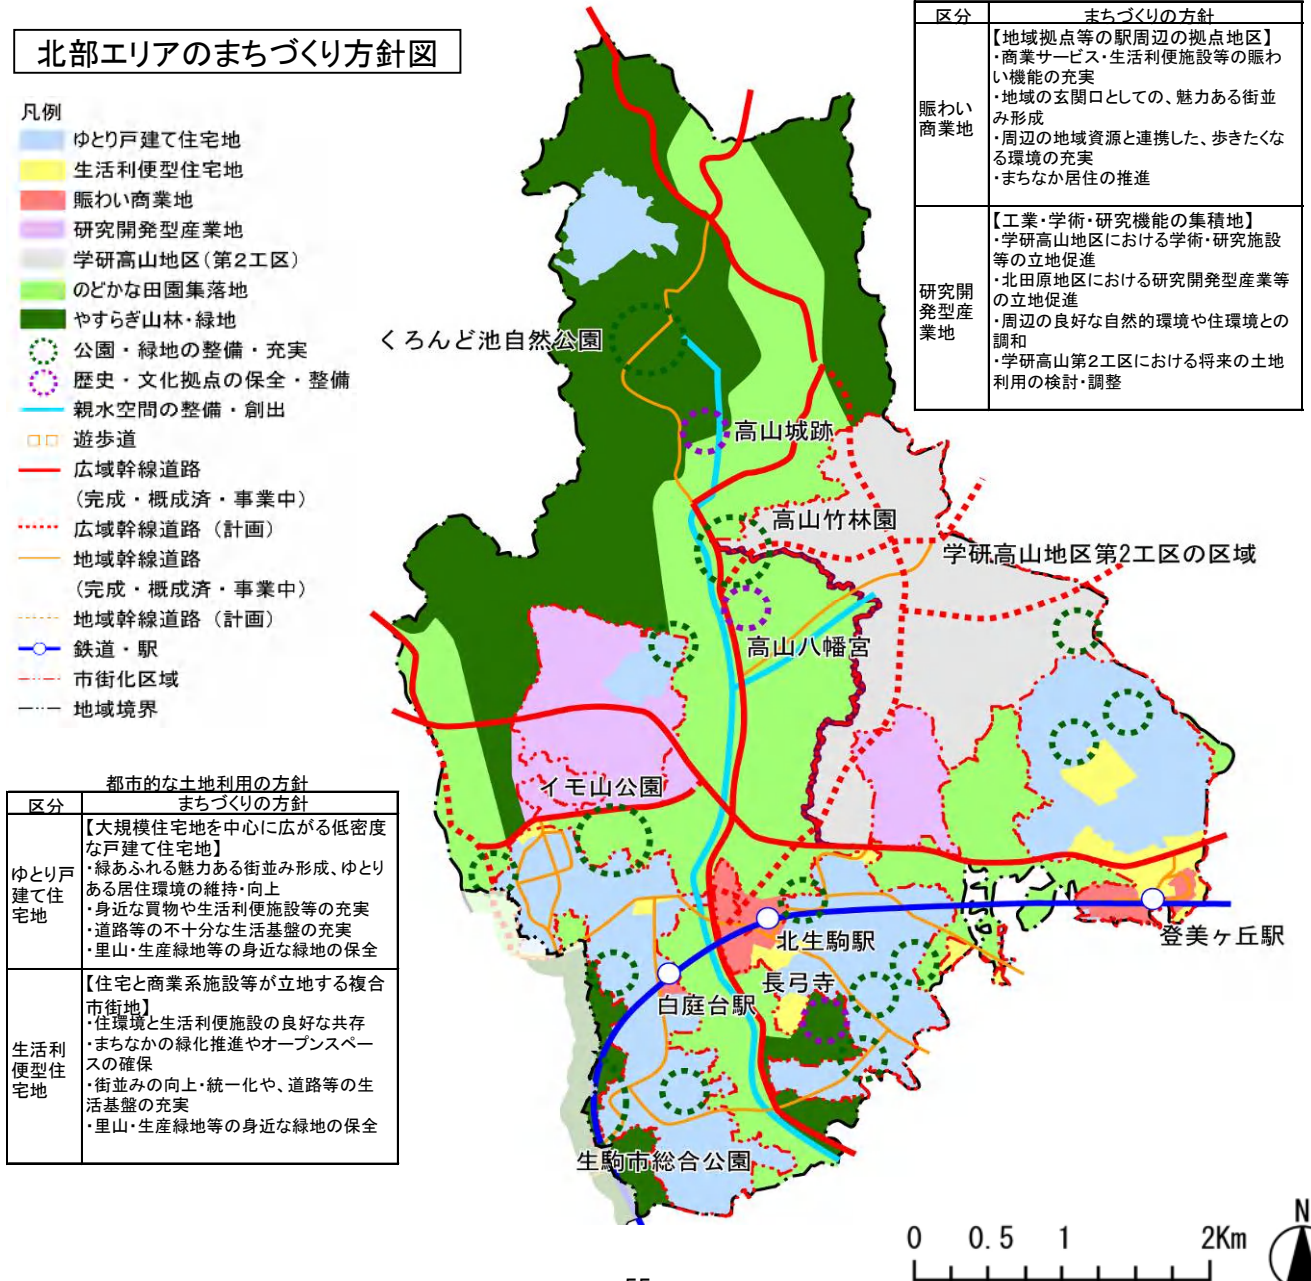 北部エリアのまちづくり方針図
凡例
ゆとり戸建て住宅地
生活利便型住宅地
賑わい商業地
研究開発型産業地
学研高山地区(第2工区)
のどかな田園集落地
やすらぎ山林・緑地
公園・緑地の整備・充実
歴史・文化拠点の保全・整備
親水空間の整備・創出
遊歩道
広域幹線道路
(完成・概成済・事業中)
広域幹線道路(計画)
地域幹線道路
(完成・概成済・事業中)
地域幹線道路(計画)
鉄道・駅
市街化区域
地域境界
都市的な土地利用の方針
区分 まちづくりの方針
ゆとり戸
建て住
宅地
【大規模住宅地を中心に広がる低密度
な戸建て住宅地】
・緑あふれる魅力ある街並み形成、ゆとり
ある居住環境の維持・向上
・身近な買物や生活利便施設等の充実
・道路等の不十分な生活基盤の充実
・里山・生産緑地等の身近な緑地の保全
生活利
便型住
宅地
【住宅と商業系施設等が立地する複合
市街地】
・住環境と生活利便施設の良好な共存
・まちなかの緑化推進やオープンスペー
スの確保
・街並みの向上・統一化や、道路等の生
活基盤の充実
・里山・生産緑地等の身近な緑地の保全
区分 まちづくりの方針
賑わい
商業地
【地域拠点等の駅周辺の拠点地区】
・商業サービス・生活利便施設等の賑わ
い機能の充実
・地域の玄関口としての、魅力ある街並
み形成
・周辺の地域資源と連携した、歩きたくな
る環境の充実
・まちなか居住の推進
研究開
発型産
業地
【工業・学術・研究機能の集積地】
・学研高山地区における学術・研究施設
等の立地促進
・北田原地区における研究開発型産業等
の立地促進
・周辺の良好な自然的環境や住環境との
調和
・学研高山第2工区における将来の土地
利用の検討・調整
くろんど池自然公園
高山城跡
高山竹林園
学研高山地区第2工区の区域
高山八幡宮
イモ山公園
北生駒駅
登美ヶ丘駅
長弓寺
白庭台駅
生駒市総合公園
0 0.5 1 2Km
N